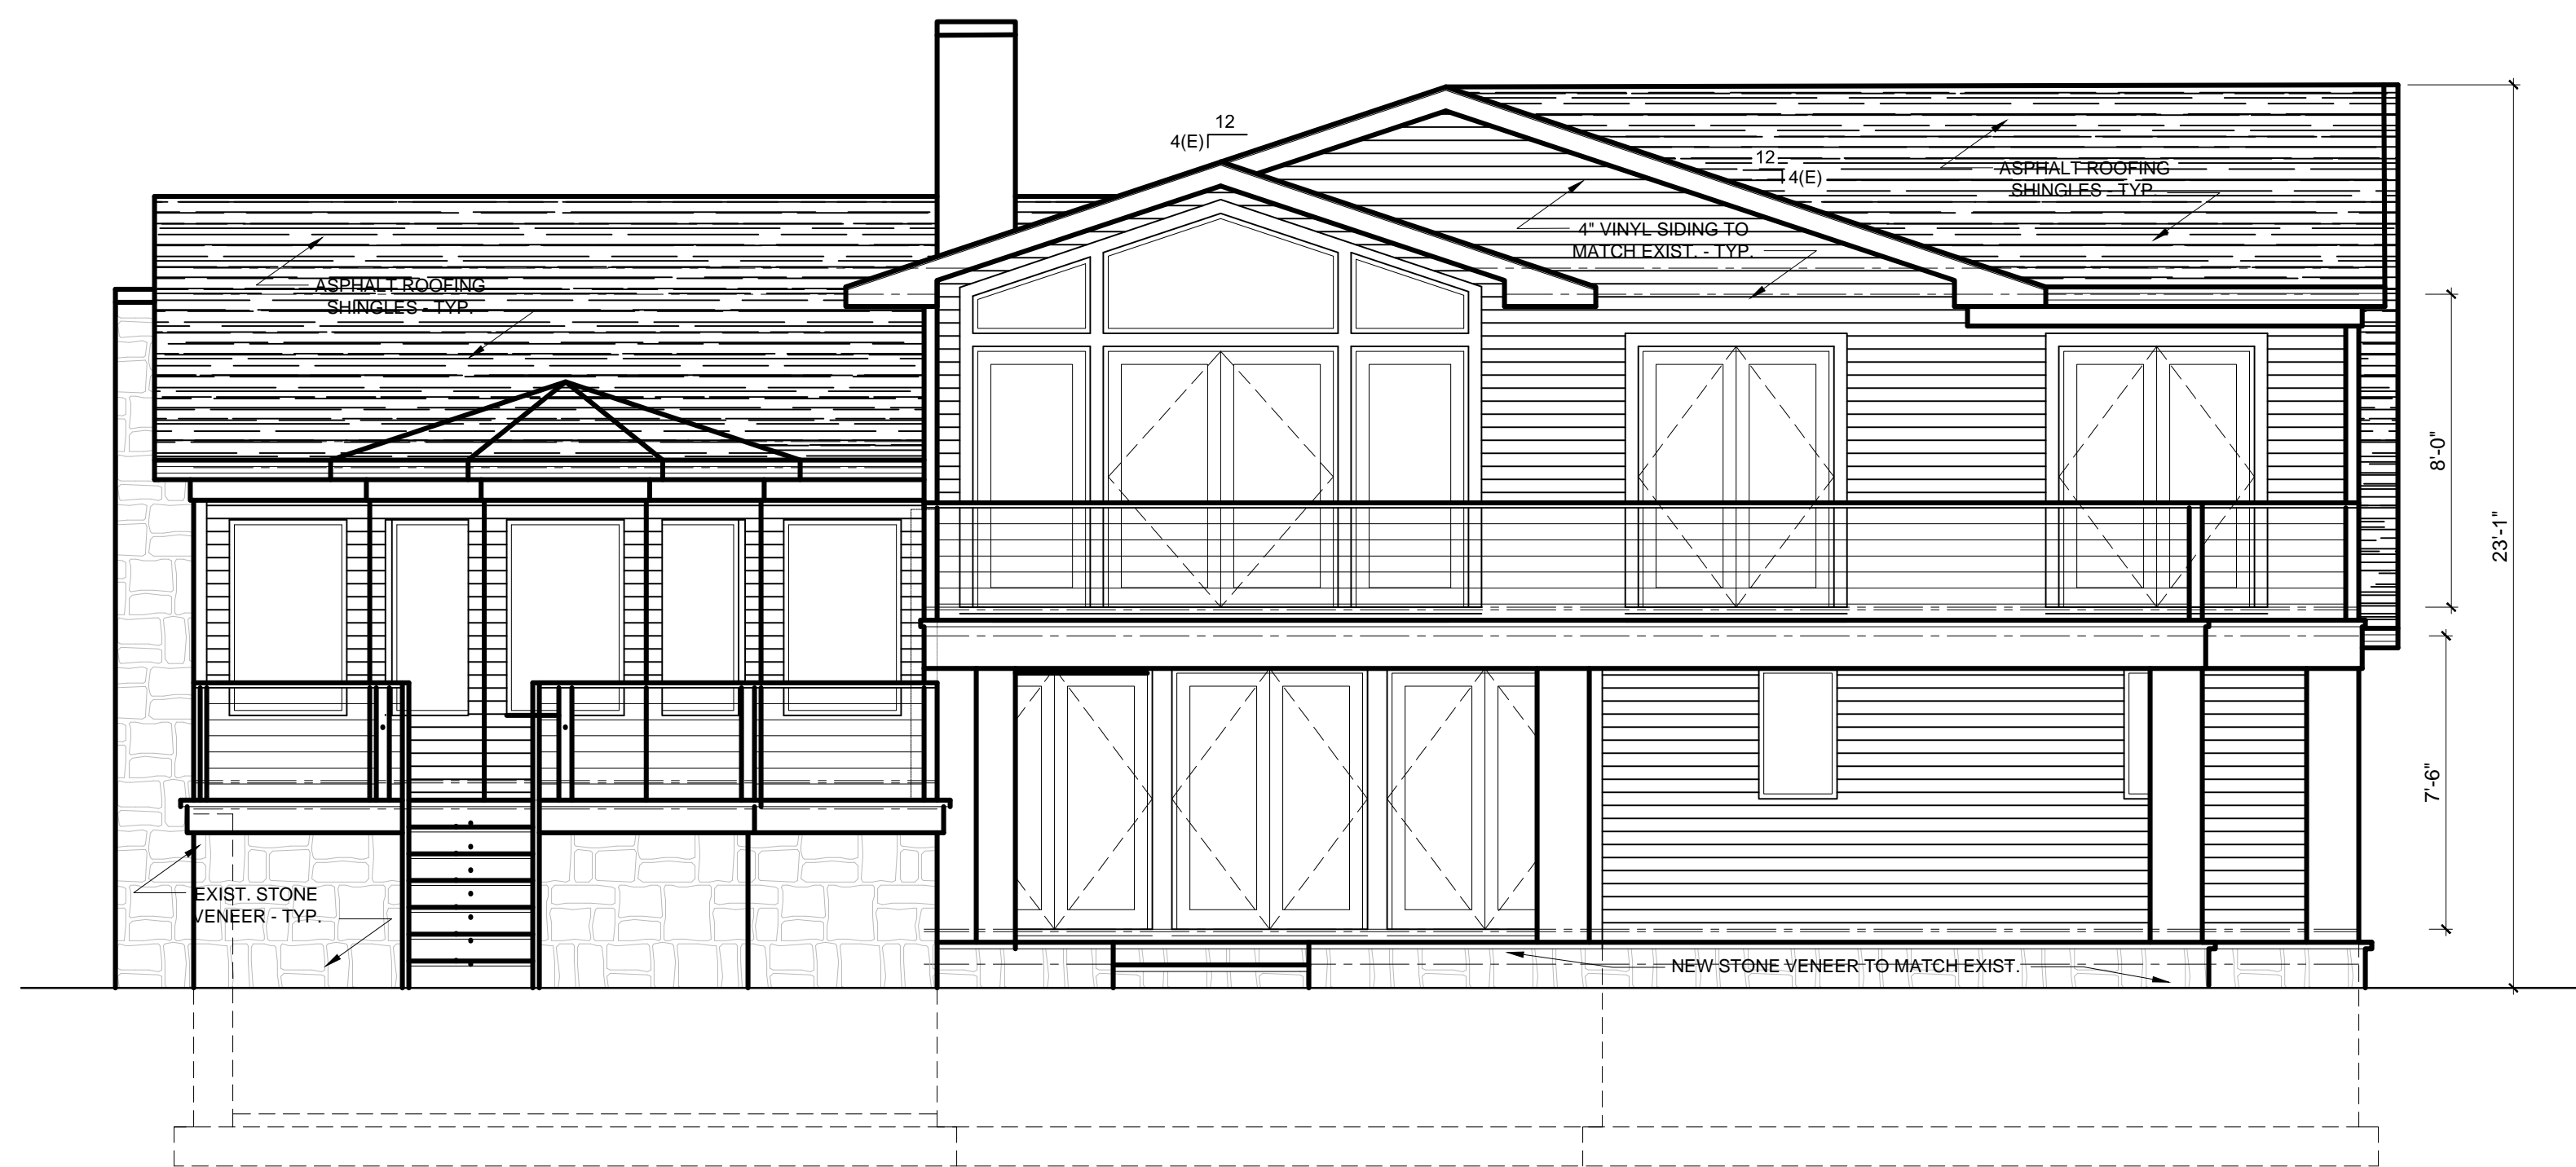 12
4(E)
12
4(E)
ASPHALT ROOFING
SHINGLES - TYP.
4" VINYL SIDING TO
MATCH EXIST. - TYP.
ASPHALT ROOFING
SHINGLES - TYP.
8'-0"
23'-1"
7'-6"
EXIST. STONE
VENEER - TYP.
NEW STONE VENEER TO MATCH EXIST.